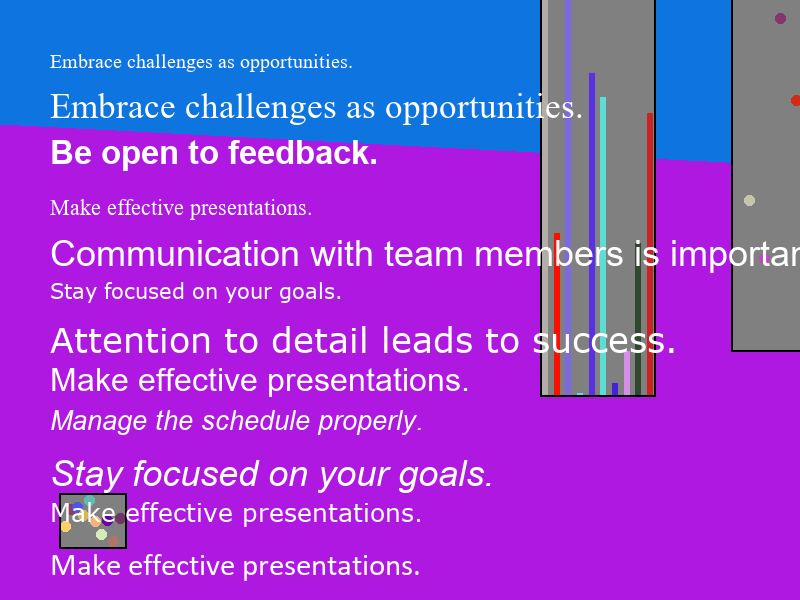 Embrace challenges as opportunities.
Embrace challenges as opportunities.
Be open to feedback.
Make effective presentations.
Communication with team members is
Stay focused on your goals.
Attention to detail leads to success.
Make effective presentations.
Manage the schedule properly.
Stay focused on your goals.
Make effective presentations.
Make effective presentations.